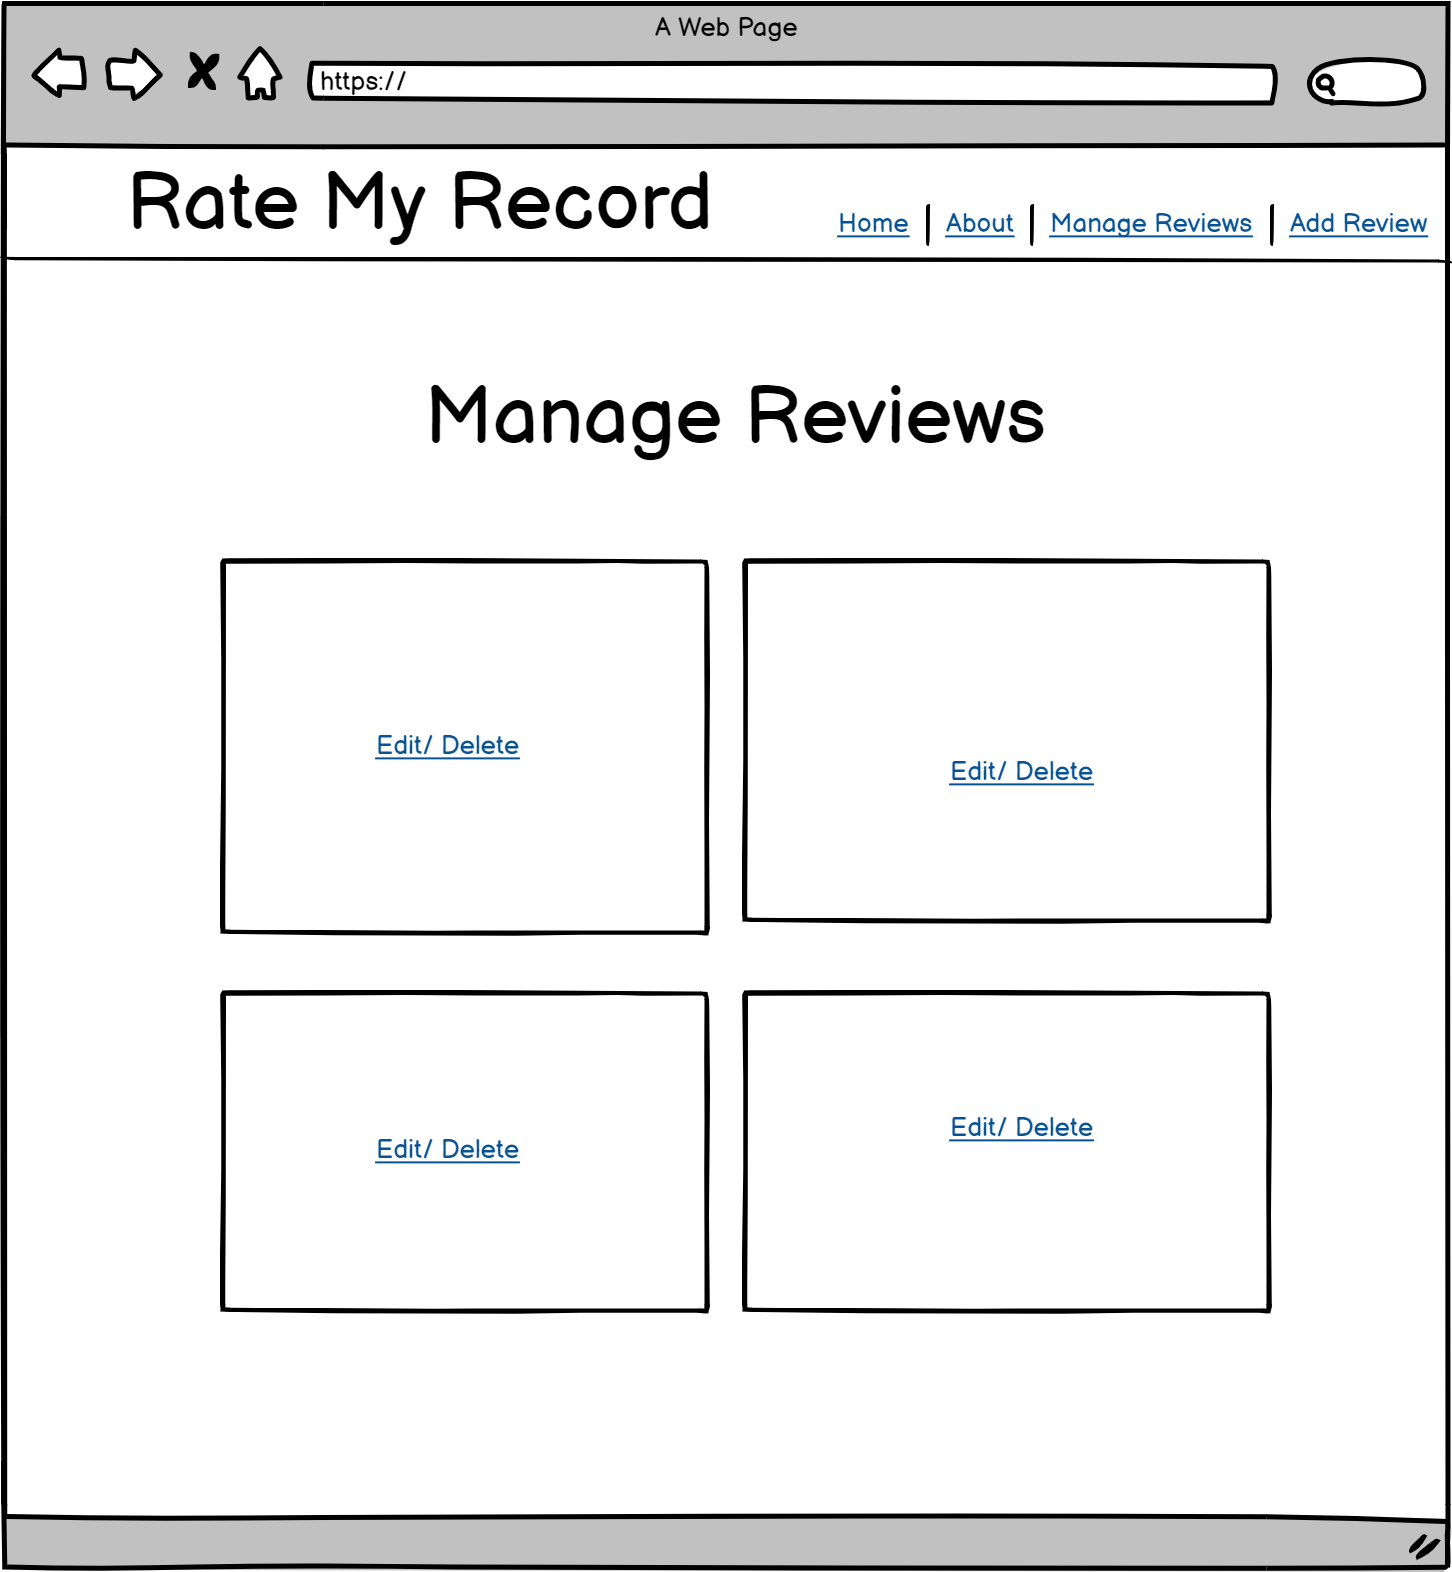 A Web Page
https://
Rate My Record
Home About Manage Reviews Add Review
Manage Reviews
Edit/ Delete
Edit/ Delete
Edit/ Delete
Edit/ Delete